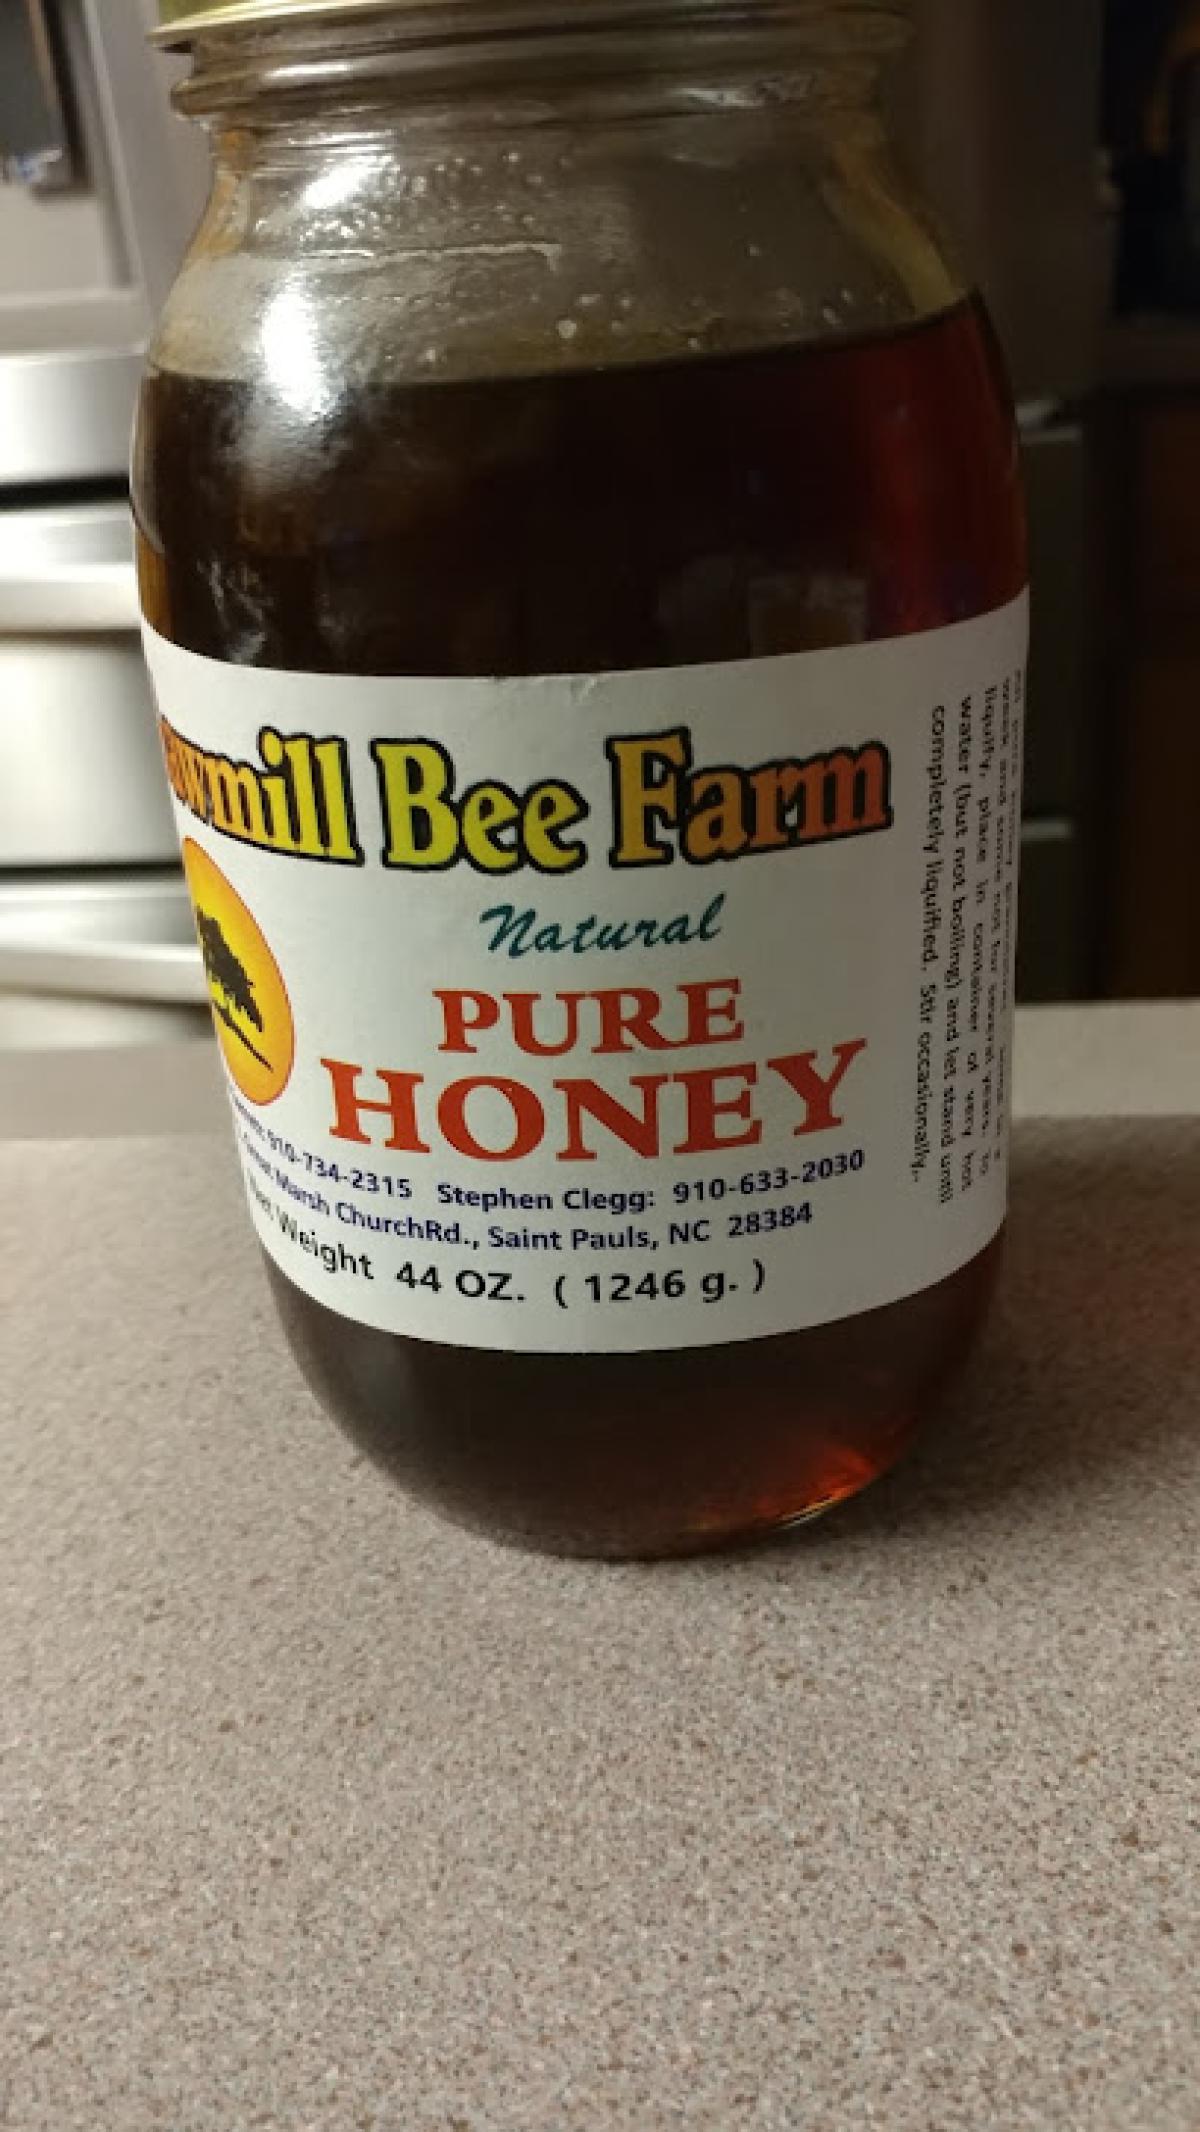 awmill Bee Farm
Natural
PURE
HONEY
910-734-2315 Stephen Clegg: 910-633-2030
Marsh ChurchRd., Saint Pauls, NC 28384
Weight 44 OZ. ( 1246 g. )
liquify, place in container of very hot
water (but not boiling) and let stand until
completely liquified. Stir occasionally..